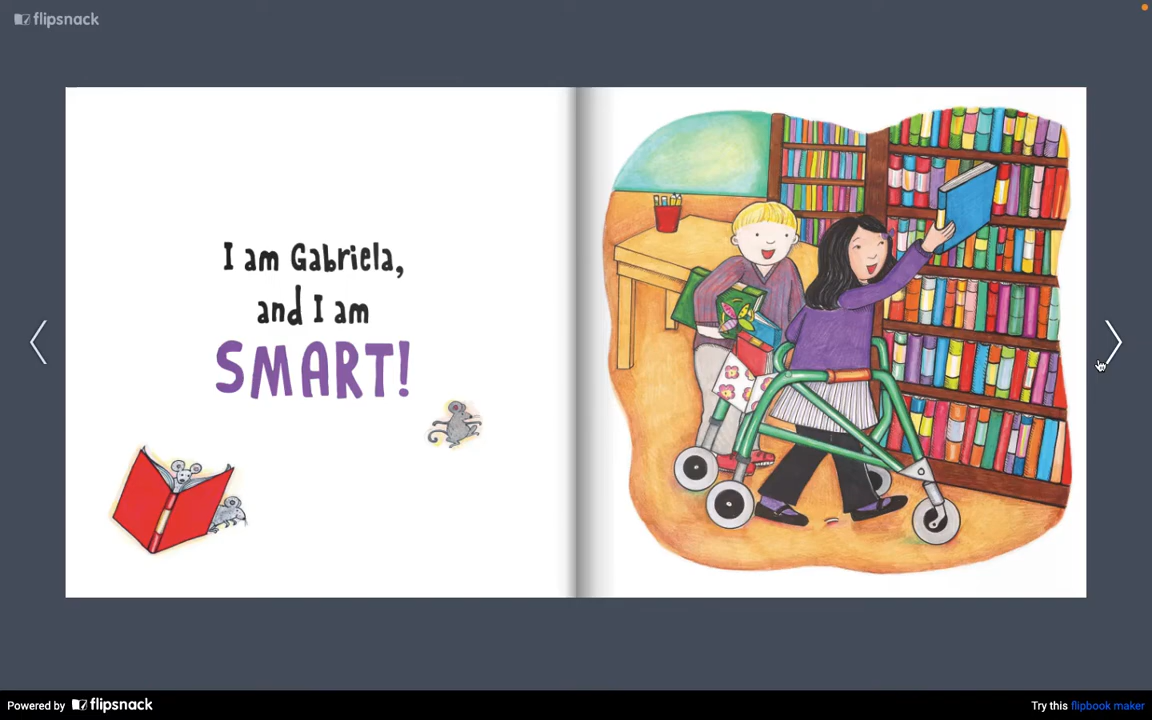 flipsnack
I am Gabriela,
and I am
SMART!
Powered by flipsnack
Try this flipbook maker